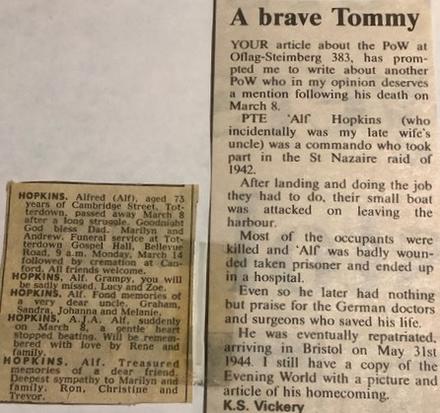 HOPKINS. Alfred (Alf), aged 73
years of Cambridge Street, Tot-
terdown, passed away March 8
after a long struggle. Goodnight
God bless Dad. Marilyn and
Andrew. Funeral service at Tot-
terdown Gospel Hall, Bellevue
Road, 9 a.m. Monday, March 14
followed by cremation at Can-
ford. All friends welcome.
HOPKINS, Alf. Grampy, you will
be sadly missed. Lucy and Zoe.
HOPKINS, Alf. Fond memories of
a very dear uncle. Graham,
Sandra, Johanna and Melanie.
HOPKINS, A.J.A. Alf, suddenly
on March 8, a gentle heart
stopped beating. Will be remem-
bered with love by Rene and
family.
HOPKINS, Alf. Treasured
memories of a dear friend.
Deepest sympathy to Marilyn and
family. Ron, Christine and
Trevor.
A brave Tommy
YOUR article about the PoW at
Oflag-Steimberg 383, has prom-
pted me to write about another
PoW who in my opinion deserves
a mention following his death on
March 8.
PTE 'Alf' Hopkins (who
incidentally was my late wife's
uncle) was a commando who took
part in the St Nazaire raid of
1942.
After landing and doing the job
they had to do, their small boat
was attacked on leaving the
harbour.
Most of the occupants were
killed and 'Alf' was badly woun-
ded taken prisoner and ended up
in a hospital.
Even so he later had nothing
but praise for the German doctors
and surgeons who saved his life.
He was eventually repatriated,
arriving in Bristol on May 31st
1944. I still have a copy of the
Evening World with a picture and
article of his homecoming.
K.S. Vickery